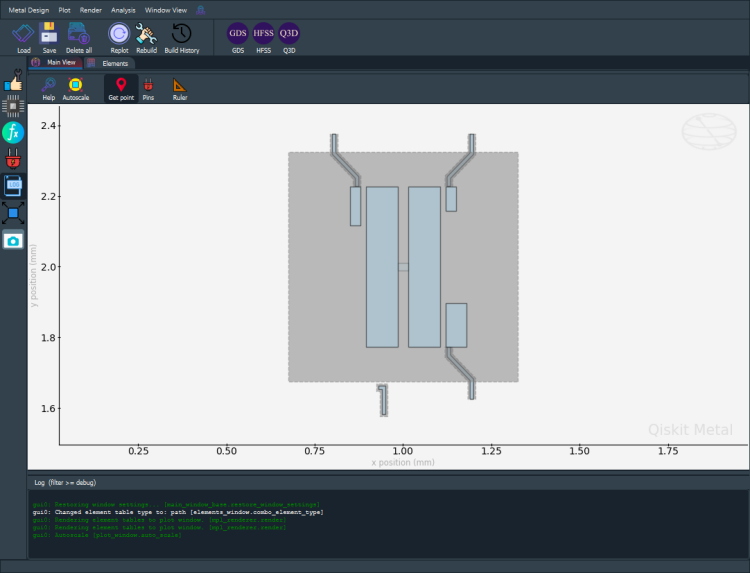 Metal Design Plot Render Analysis Window View
GDS HFSS Q3D
Load Save Delete all Replot Rebuild Build History GDS HFSS Q3D
Main View Elements
Help Autoscale Get point Pins Ruler
2.4
2.2
2.0
1.8
1.6
y position (mm)
0.25 0.50 0.75 1.00 1.25 1.50 1.75
x position (mm)
Qiskit Metal
Log (filter >= debug)
gui0: Restoring window settings... [main_window_base.restore_window_settings]
gui0: Changed element table type to: path [elements_window.combo_element_type]
gui0: Rendering element tables to plot window. [mpl_renderer.render]
gui0: Rendering element tables to plot window. [mpl_renderer.render]
gui0: Autoscale [plot_window.auto_scale]